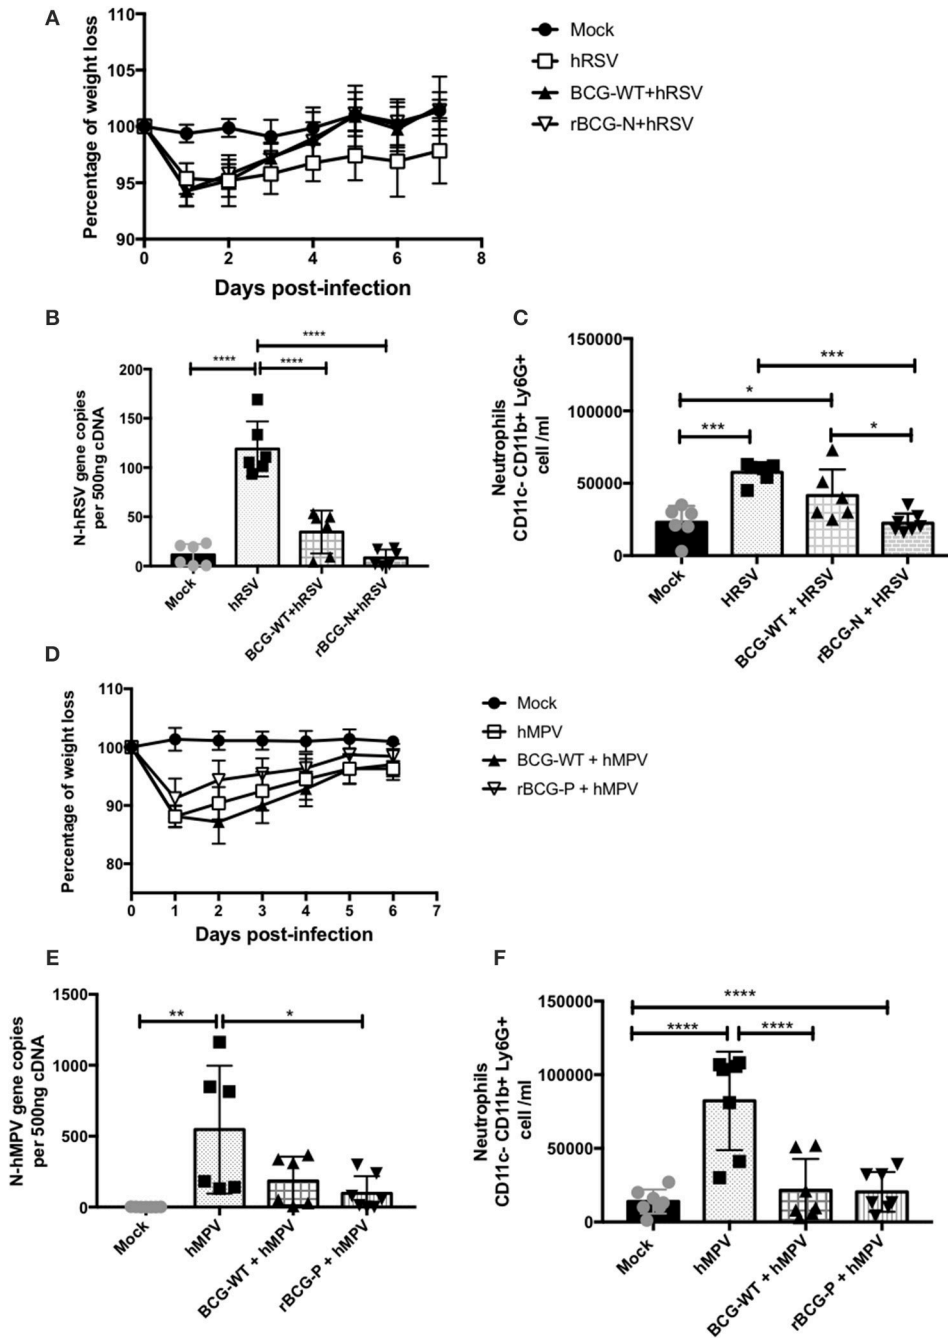 A
Percentage of weight loss
110
105
100
95
90
0 2 4 6 8
Days post-infection
Mock
hRSV
BCG-WT+hRSV
rBCG-N+hRSV
B
N-hRSV gene copies
per 500ng cDNA
200
150
100
50
0
****
****
****
Mock
hRSV
BCG-WT+hRSV
rBCG-N+hRSV
C
Neutrophils
CD11c- CD11b+ Ly6G+
cell /ml
150000
100000
50000
0
***
*
***
*
Mock
HRSV
BCG-WT + HRSV
rBCG-N + HRSV
D
Percentage of weight loss
110
100
90
80
0 1 2 3 4 5 6 7
Days post-infection
Mock
hMPV
BCG-WT + hMPV
rBCG-P + hMPV
E
N-hMPV gene copies
per 500ng cDNA
1500
1000
500
0
**
*
Mock
hMPV
BCG-WT + hMPV
rBCG-P + hMPV
F
Neutrophils
CD11c- CD11b+ Ly6G+
cell /ml
150000
100000
50000
0
****
****
****
Mock
hMPV
BCG-WT + hMPV
rBCG-P + hMPV